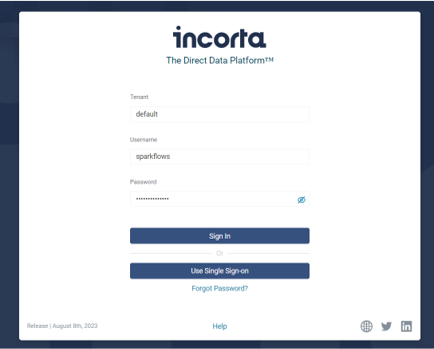 incorta
The Direct Data Platform™
Tenant
default
Username
sparkflows
Password
••••••••••••••
Sign In
Or
Use Single Sign-on
Forgot Password?
Release | August 8th, 2023
Help